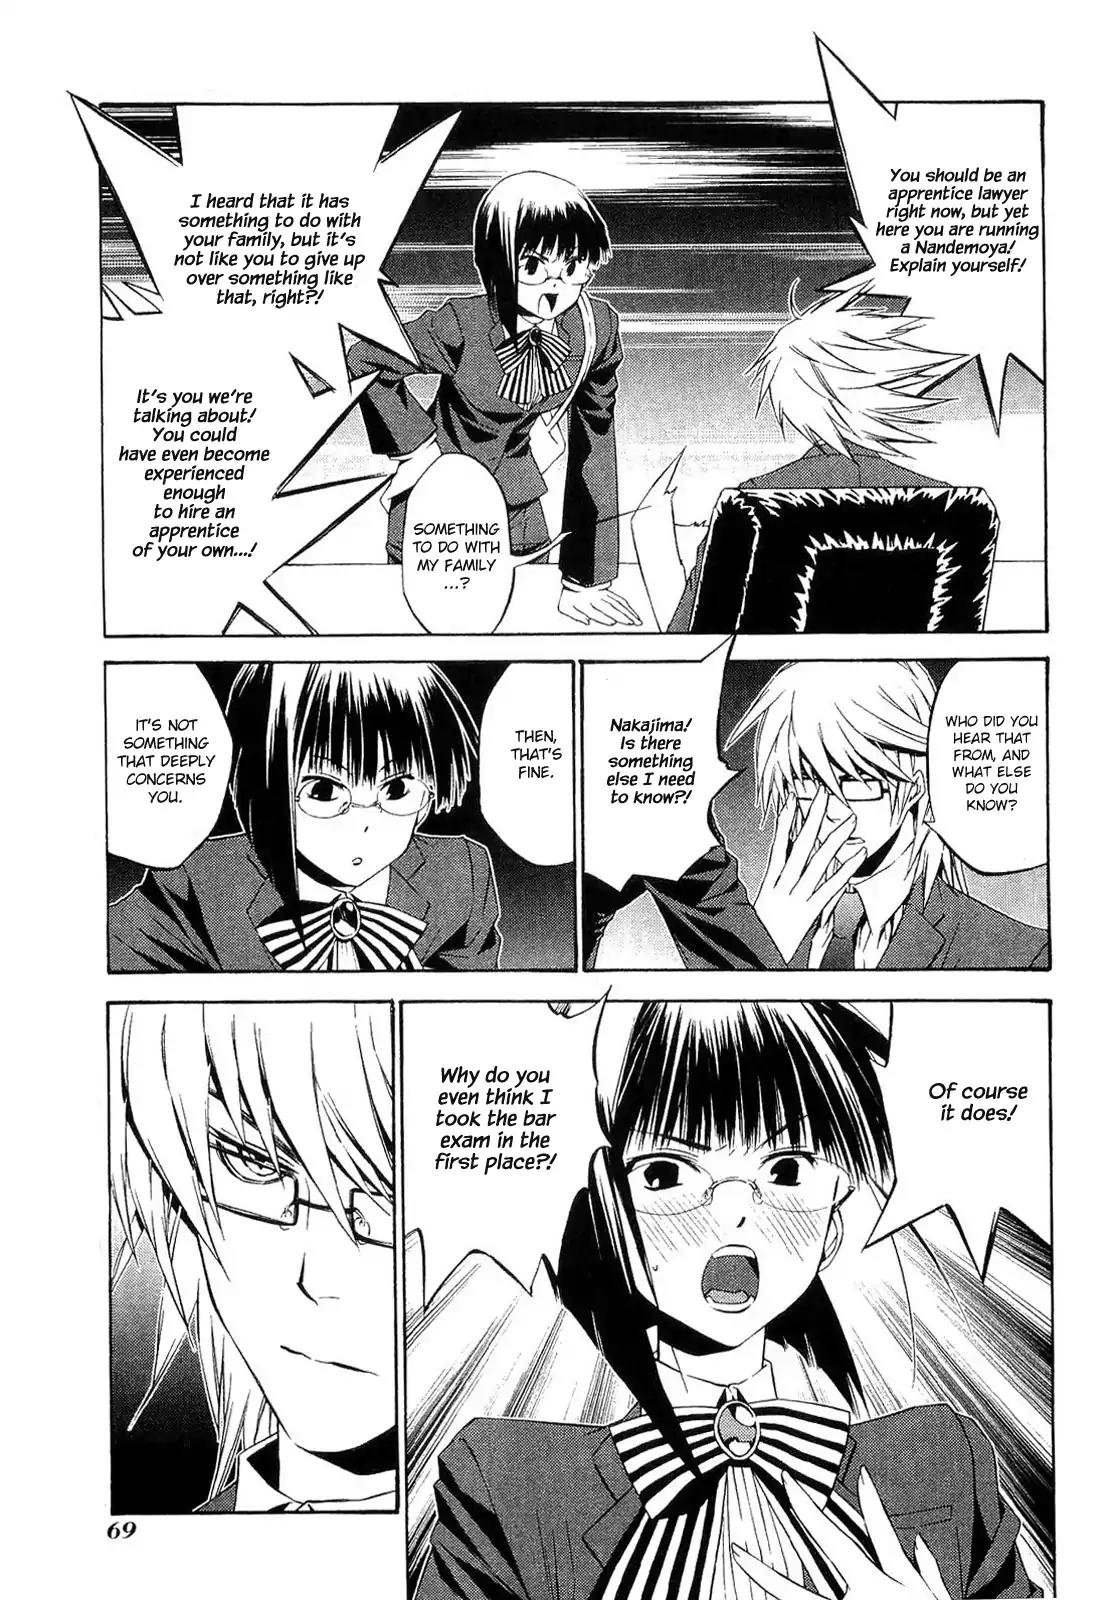 You should be an
apprentice lawyer
right now, but yet
here you are running
a Nandemoya!
Explain yourself!
I heard that it has
something to do with
your family, but it's
not like you to give up
over something like
that, right?!
It's you we're
talking about!
You could
have even become
experienced
enough
to hire an
apprentice
of your own...!
SOMETHING
TO DO WITH
MY FAMILY
...?
WHO DID YOU
HEAR THAT
FROM, AND
WHAT ELSE
DO YOU
KNOW?
Nakajima!
Is there
something
else I need
to know?!
THEN,
THAT'S
FINE.
IT'S NOT
SOMETHING
THAT DEEPLY
CONCERNS
YOU.
Of course
it does!
Why do you
even think I
took the bar
exam in the
first place?!
69